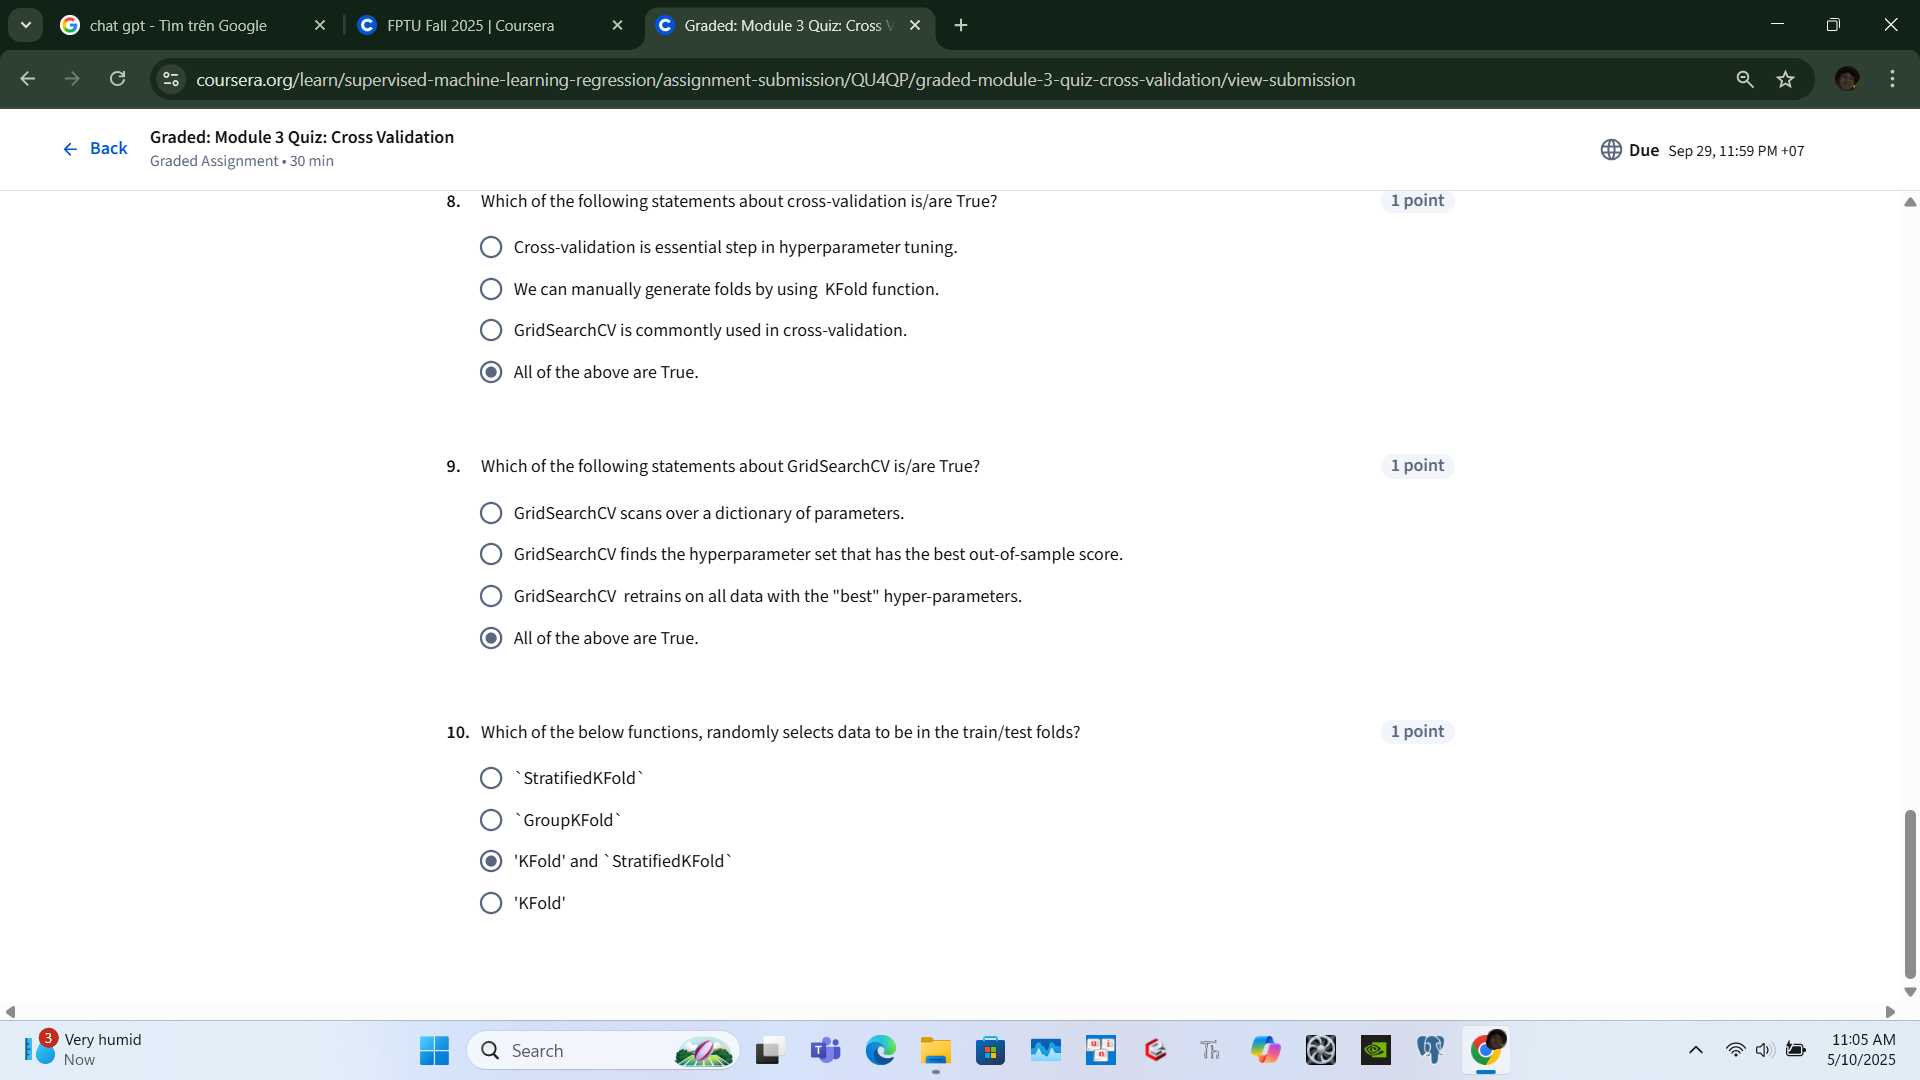 chat gpt - Tìm trên Google
FPTU Fall 2025 | Coursera
Graded: Module 3 Quiz: Cross V
coursera.org/learn/supervised-machine-learning-regression/assignment-submission/QU4QP/graded-module-3-quiz-cross-validation/view-submission
Back
Graded: Module 3 Quiz: Cross Validation
Graded Assignment • 30 min
Due Sep 29, 11:59 PM +07
8. Which of the following statements about cross-validation is/are True?
1 point
Cross-validation is essential step in hyperparameter tuning.
We can manually generate folds by using KFold function.
GridSearchCV is commontly used in cross-validation.
All of the above are True.
9. Which of the following statements about GridSearchCV is/are True?
1 point
GridSearchCV scans over a dictionary of parameters.
GridSearchCV finds the hyperparameter set that has the best out-of-sample score.
GridSearchCV retrains on all data with the "best" hyper-parameters.
All of the above are True.
10. Which of the below functions, randomly selects data to be in the train/test folds?
1 point
`StratifiedKFold`
`GroupKFold`
'KFold' and `StratifiedKFold`
'KFold'
3
Very humid
Now
Search
11:05 AM
5/10/2025